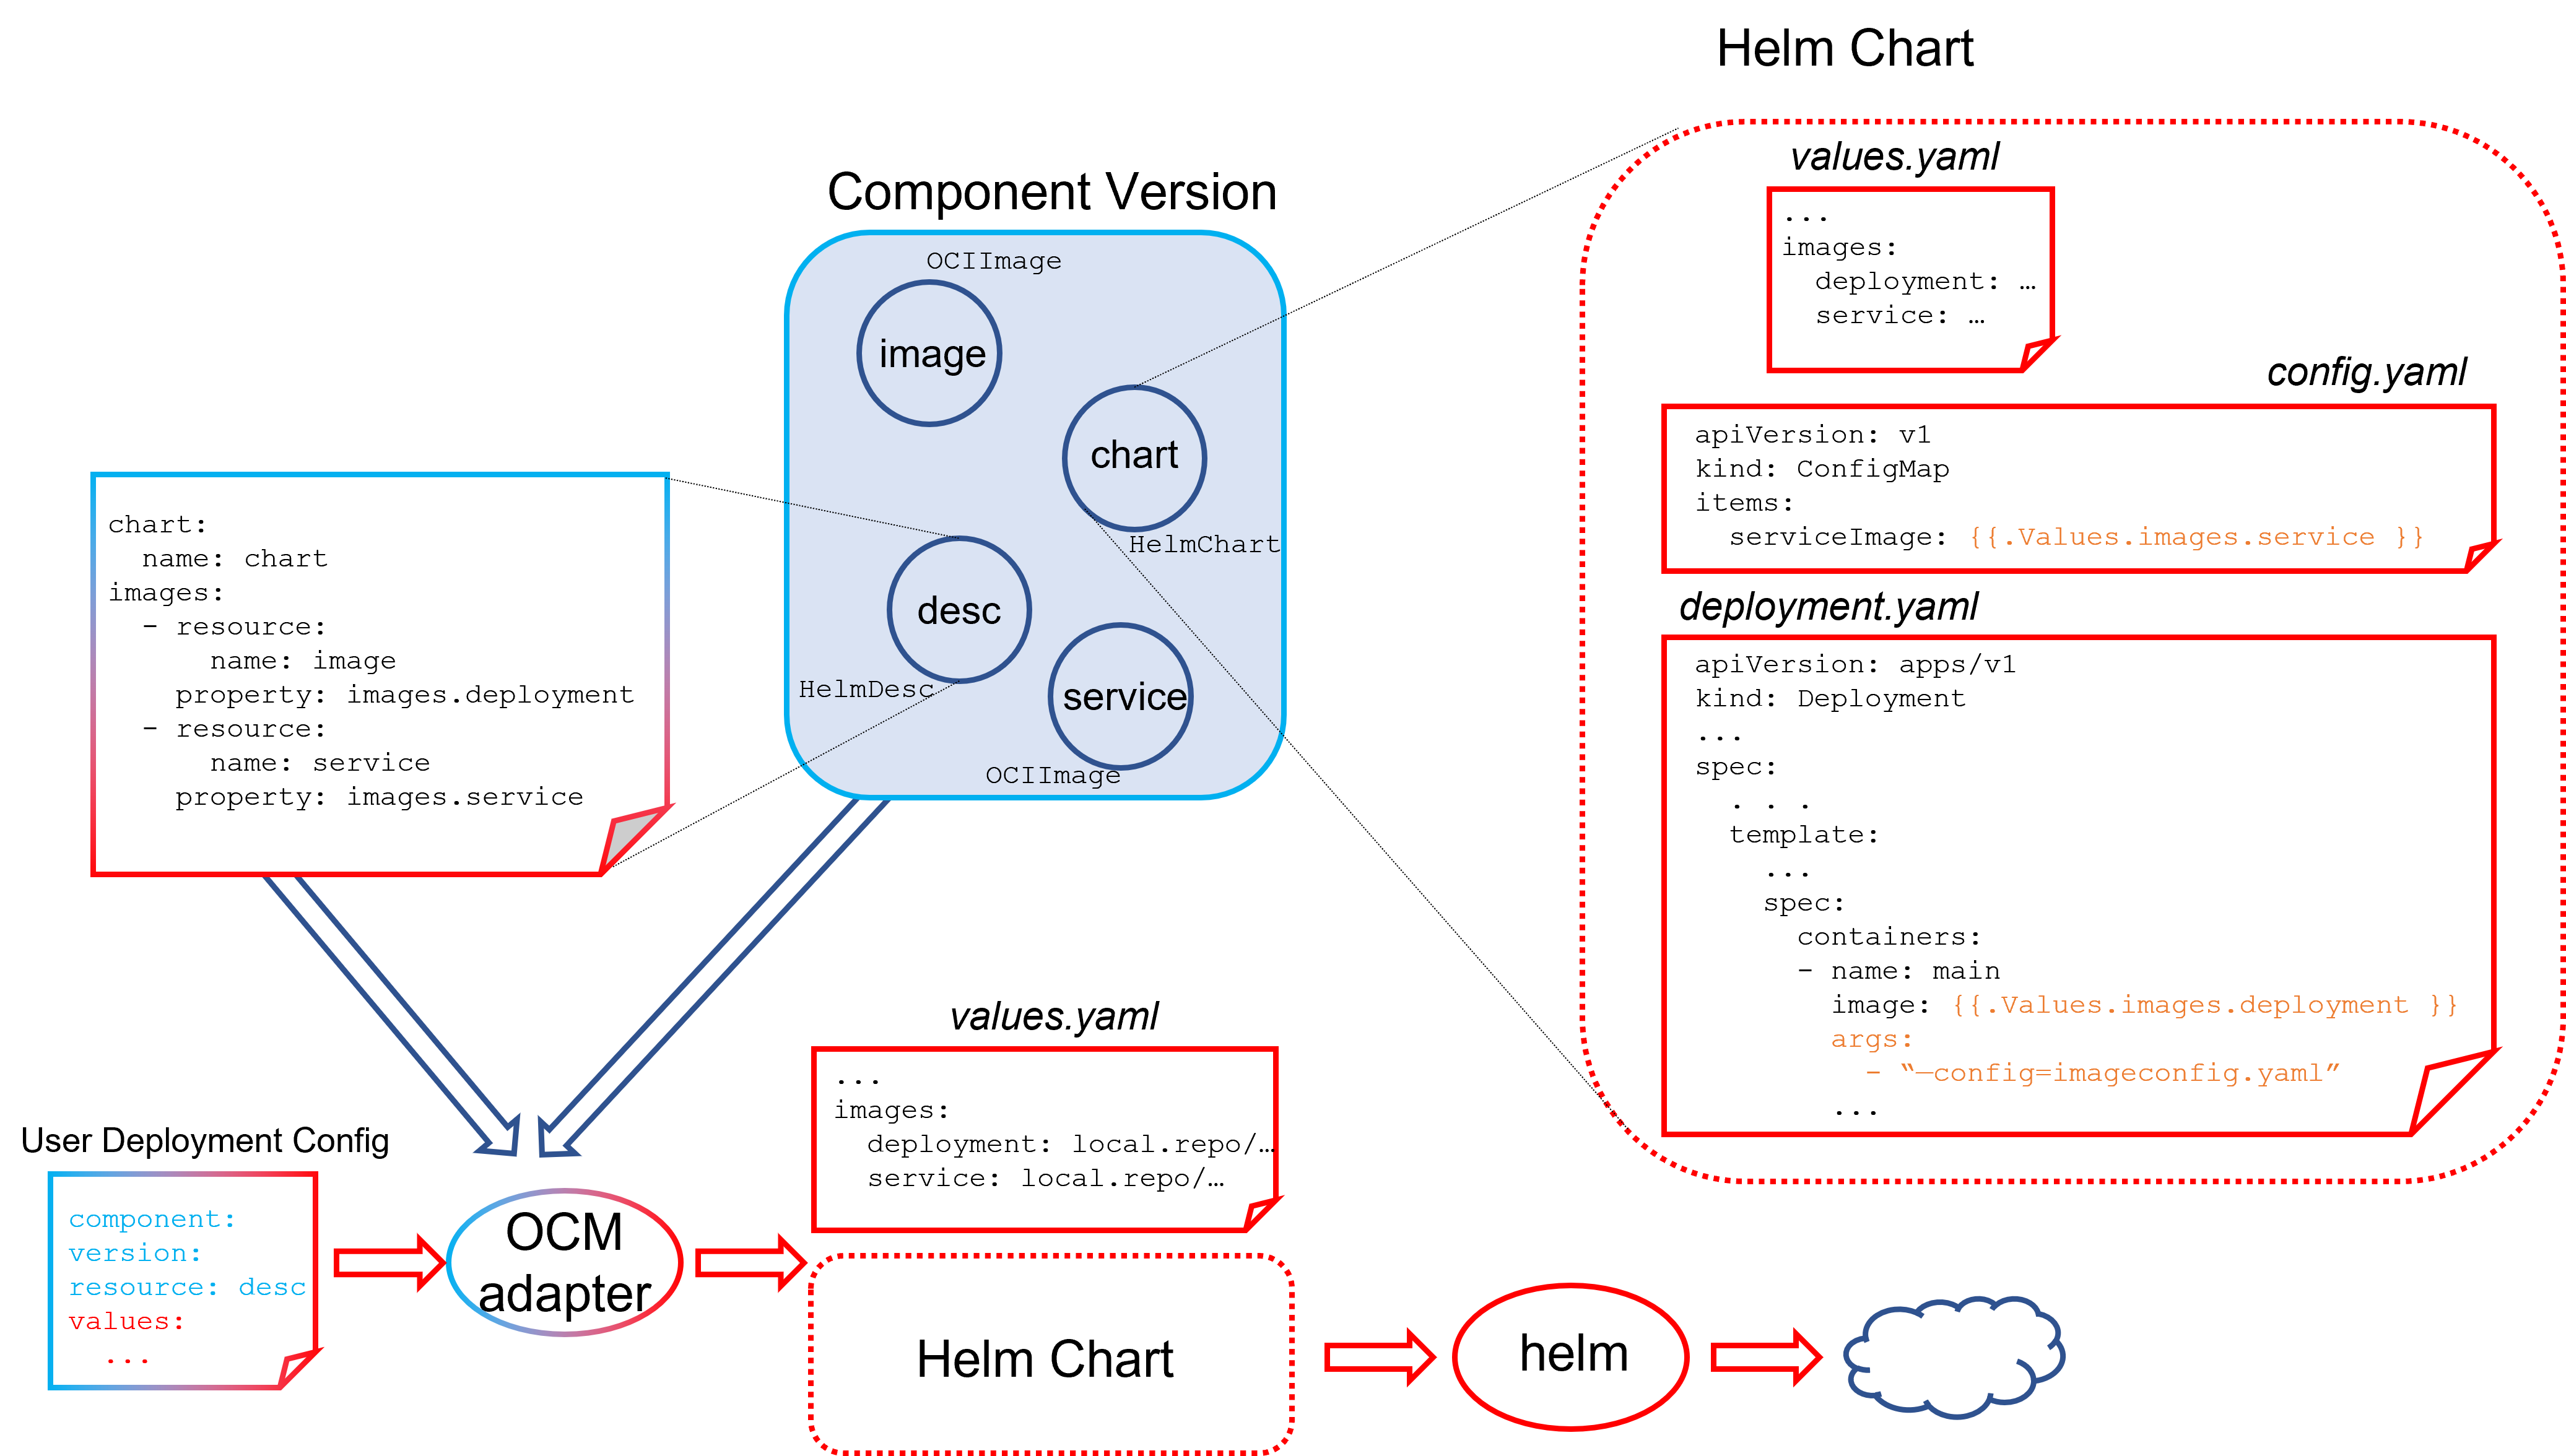 Helm Chart
values.yaml
...
images:
  deployment: …
  service: …
config.yaml
apiVersion: v1
kind: ConfigMap
items:
  serviceImage: {{.Values.images.service }}
deployment.yaml
apiVersion: apps/v1
kind: Deployment
...
spec:
  . . .
  template:
    ...
    spec:
      containers:
      - name: main
        image: {{.Values.images.deployment }}
        args:
          - “—config=imageconfig.yaml”
        ...
Component Version
OCIImage
image
chart
HelmChart
desc
HelmDesc
service
OCIImage
chart:
  name: chart
images:
  - resource:
      name: image
    property: images.deployment
  - resource:
      name: service
    property: images.service
User Deployment Config
component:
version:
resource: desc
values:
  ...
OCM
adapter
values.yaml
...
images:
  deployment: local.repo/…
  service: local.repo/…
Helm Chart
helm